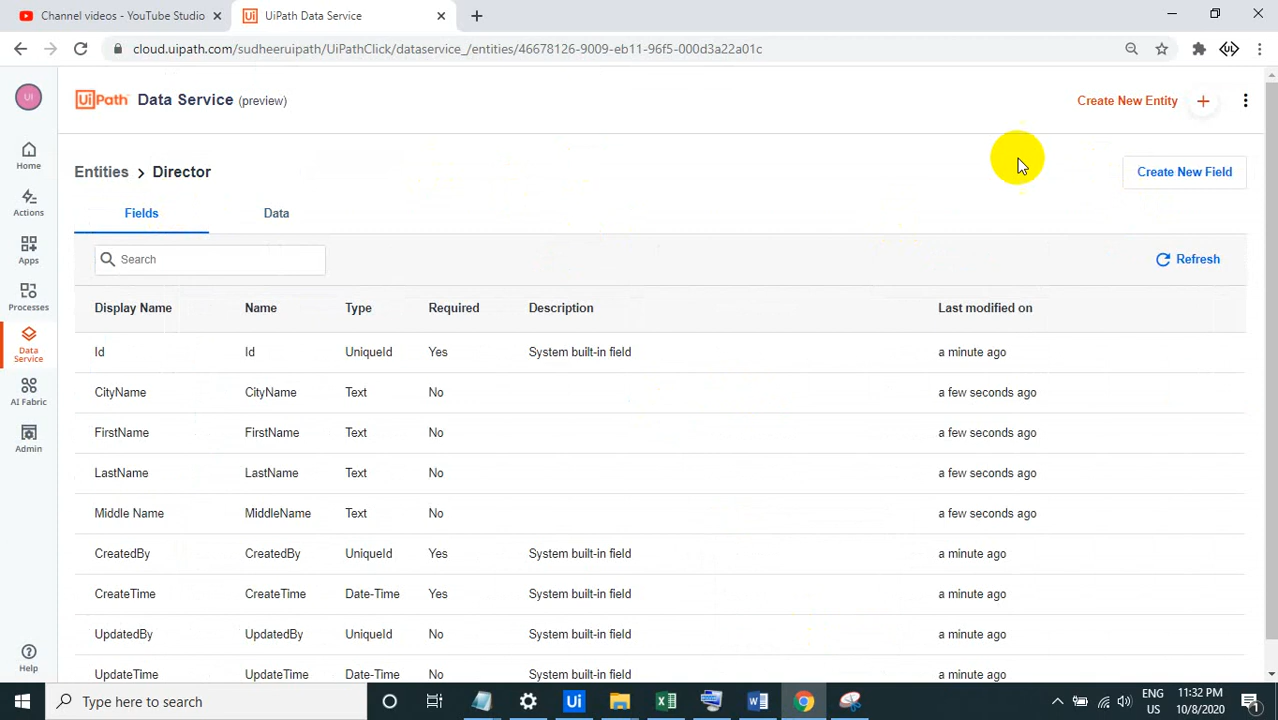 Channel videos - YouTube Studio
UiPath Data Service
cloud.uipath.com/sudheeruipath/UiPathClick/dataservice_/entities/46678126-9009-eb11-96f5-000d3a22a01c
UI
UiPath Data Service (preview)
Create New Entity
Entities > Director
Create New Field
Fields Data
Search
Refresh
Display Name Name Type Required Description Last modified on
Id Id UniqueId Yes System built-in field a minute ago
CityName CityName Text No a few seconds ago
FirstName FirstName Text No a few seconds ago
LastName LastName Text No a few seconds ago
Middle Name MiddleName Text No a few seconds ago
CreatedBy CreatedBy UniqueId Yes System built-in field a minute ago
CreateTime CreateTime Date-Time Yes System built-in field a minute ago
UpdatedBy UpdatedBy UniqueId No System built-in field a minute ago
UpdateTime UpdateTime Date-Time No System built-in field a minute ago
Home
Actions
Apps
Processes
Data
Service
AI Fabric
Admin
Help
Type here to search
Ui
ENG
US
11:32 PM
10/8/2020
1